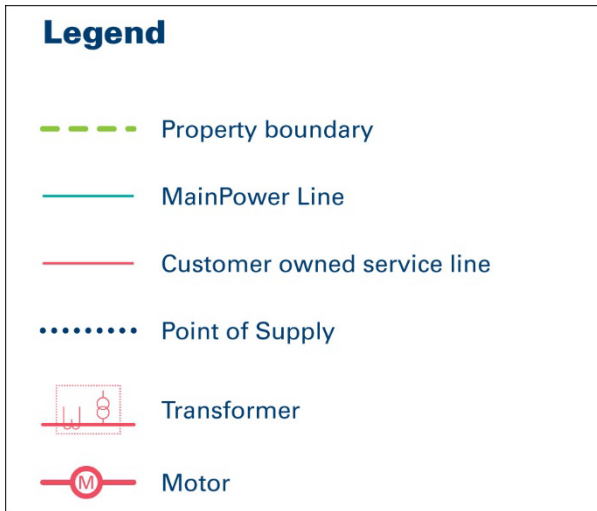 Legend
Property boundary
MainPower Line
Customer owned service line
Point of Supply
Transformer
M
Motor